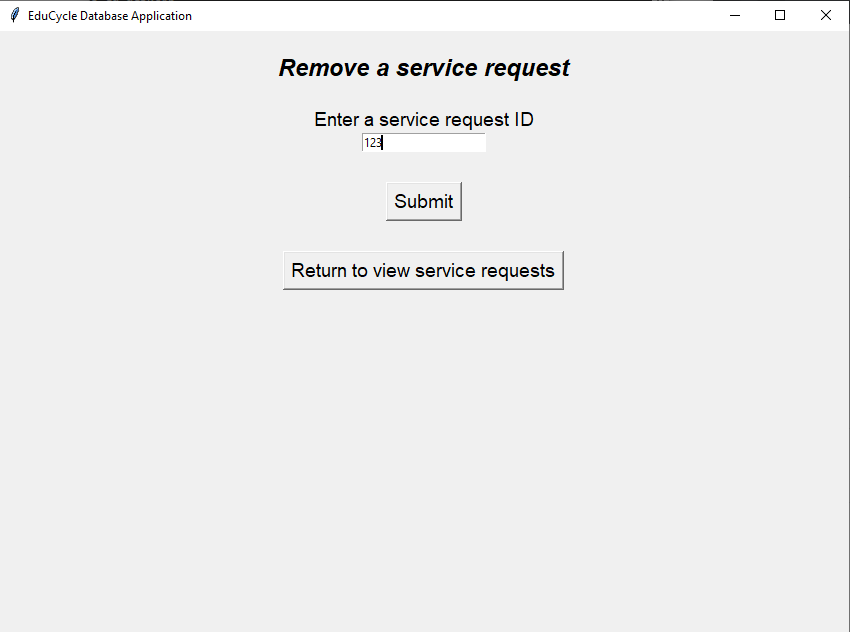 EduCycle Database Application
Remove a service request
Enter a service request ID
123
Submit
Return to view service requests